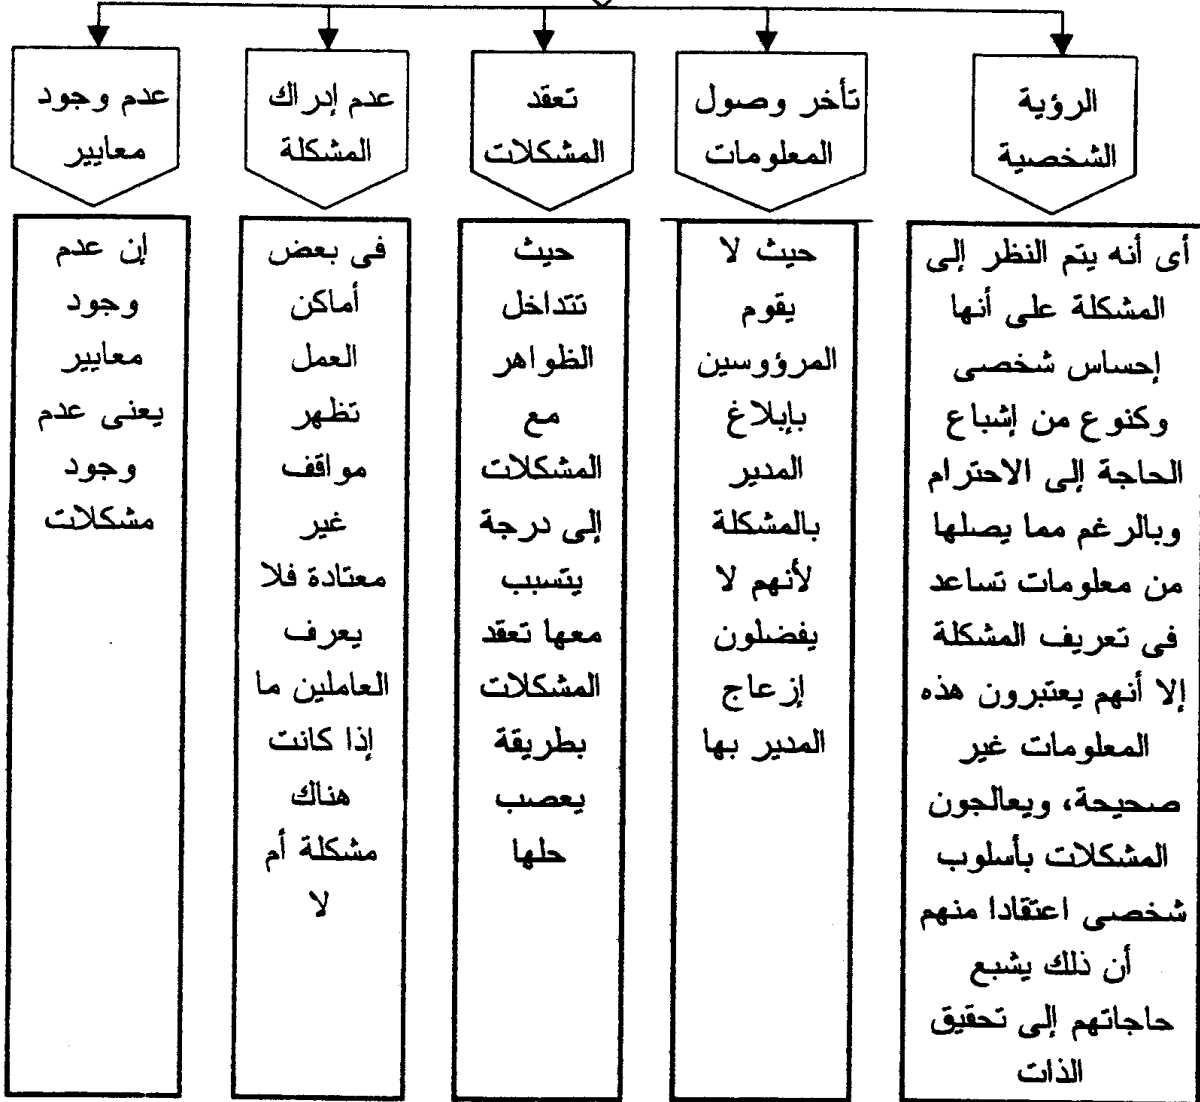 الرؤية
الشخصية
أى أنه يتم النظر إلى
المشكلة على أنها
إحساس شخصى
وكنوع من إشباع
الحاجة إلى الاحترام
وبالرغم مما يصلها
من معلومات تساعد
فى تعريف المشكلة
إلا أنهم يعتبرون هذه
المعلومات غير
صحيحة، ويعالجون
المشكلات بأسلوب
شخصى اعتقادا منهم
أن ذلك يشبع
حاجاتهم إلى تحقيق
الذات
تأخر وصول
المعلومات
حيث لا
يقوم
المرؤوسين
بإبلاغ
المدير
بالمشكلة
لأنهم لا
يفضلون
إزعاج
المدير بها
تعقد
المشكلات
حيث
تتداخل
الظواهر
مع
المشكلات
إلى درجة
يتسبب
معها تعقد
المشكلات
بطريقة
يعصب
حلها
عدم إدراك
المشكلة
فى بعض
أماكن
العمل
تظهر
مواقف
غير
معتادة فلا
يعرف
العاملين ما
إذا كانت
هناك
مشكلة أم
لا
عدم وجود
معايير
إن عدم
وجود
معايير
يعنى عدم
وجود
مشكلات